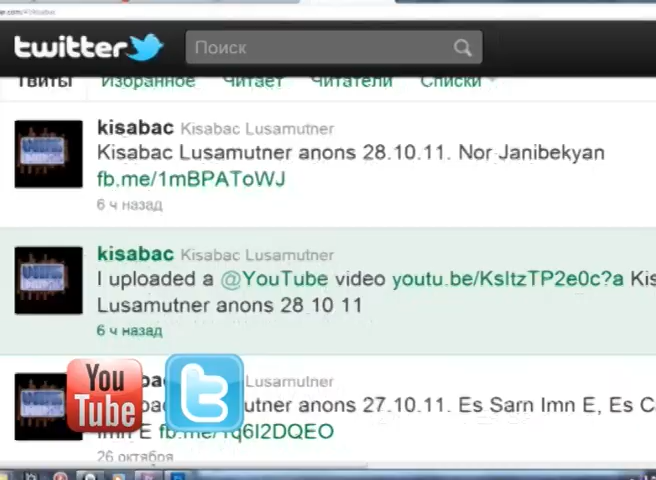 twitter
Поиск
Твиты Избранное Читает Читатели Списки
kisabac Kisabac Lusamutner
Kisabac Lusamutner anons 28.10.11. Nor Janibekyan
fb.me/1mBPAToWJ
6 ч назад
kisabac Kisabac Lusamutner
I uploaded a @YouTube video youtu.be/KsItzTP2e0c?a Kis
Lusamutner anons 28 10 11
6 ч назад
Lusamutner
utner anons 27.10.11. Es Sarn Imn E, Es
Imn E fb.me/1q6I2DQEO
26 октября
You
Tube